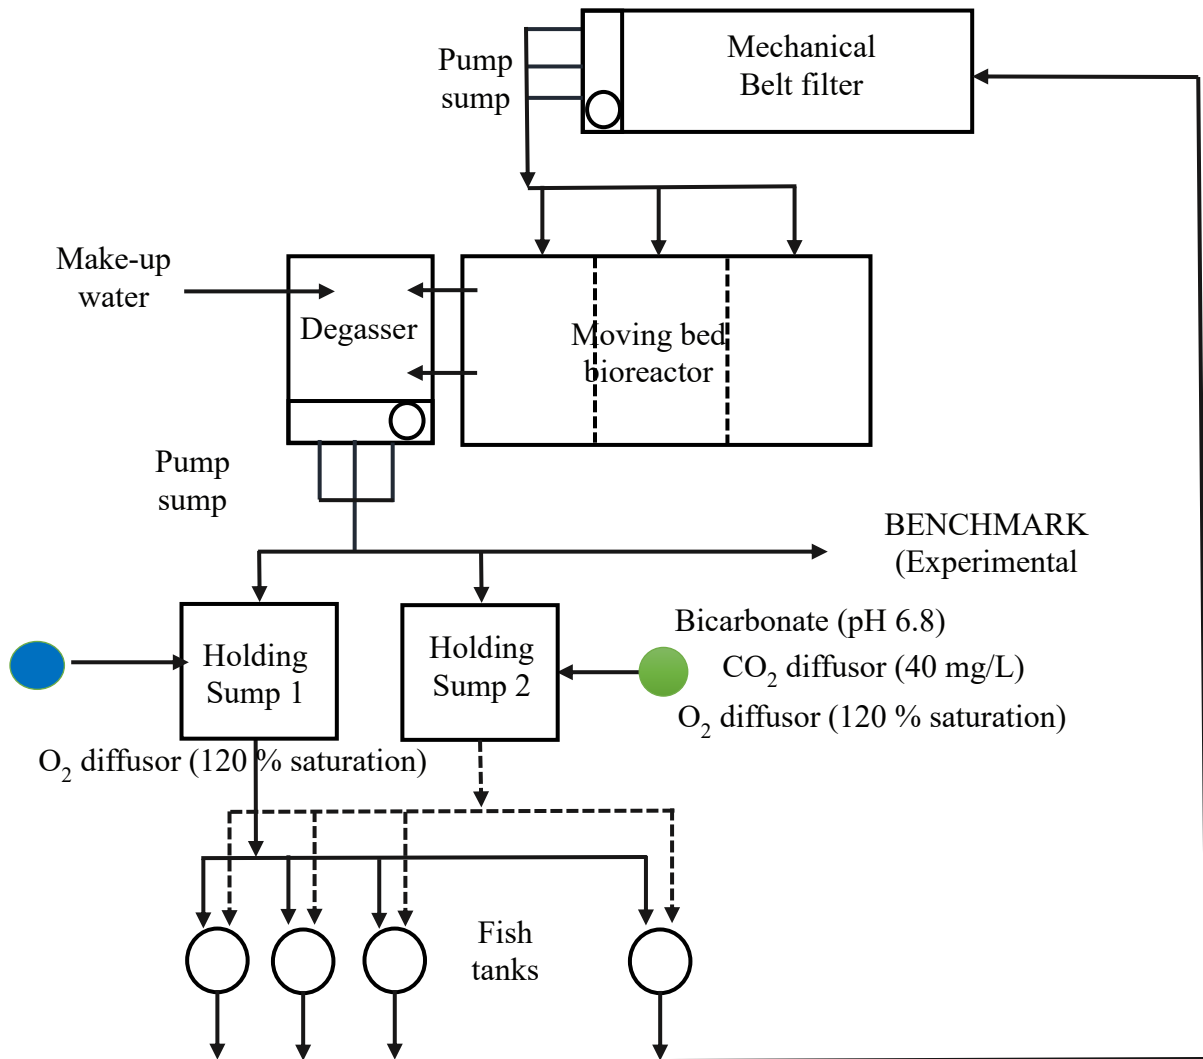 Pump
sump
Mechanical
Belt filter
Make-up
water
Degasser
Moving bed
bioreactor
Pump
sump
BENCHMARK
(Experimental
Holding
Sump 1
Holding
Sump 2
Bicarbonate (pH 6.8)
CO₂ diffusor (40 mg/L)
O₂ diffusor (120 % saturation)
O₂ diffusor (120 % saturation)
Fish
tanks